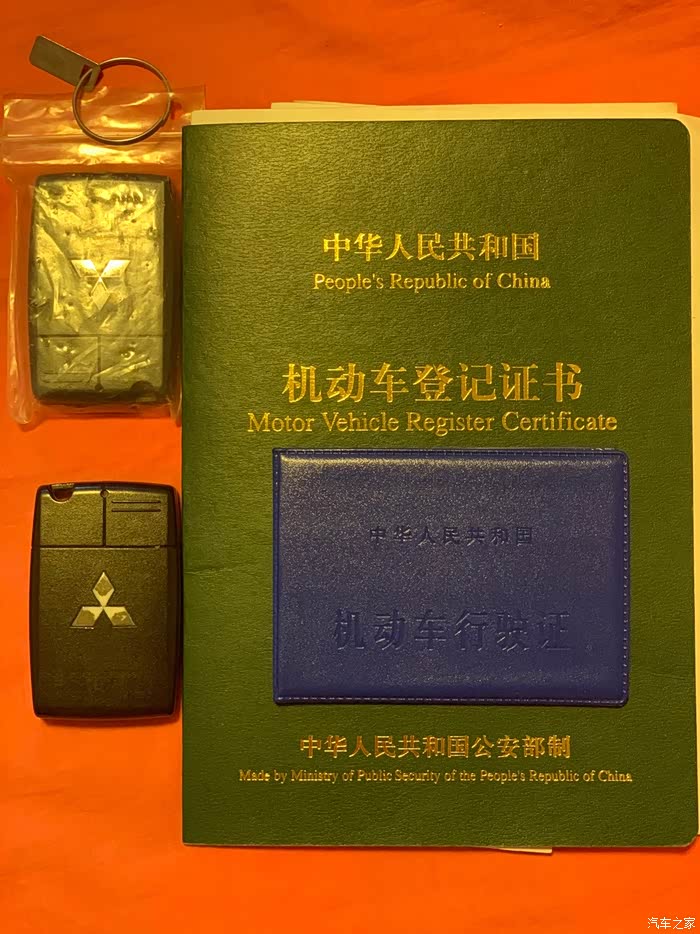 中华人民共和国
People's Republic of China
机动车登记证书
Motor Vehicle Register Certificate
中华人民共和国
机动车行驶证
中华人民共和国公安部制
Made by Ministry of Public Security of the People's Republic of China
汽车之家